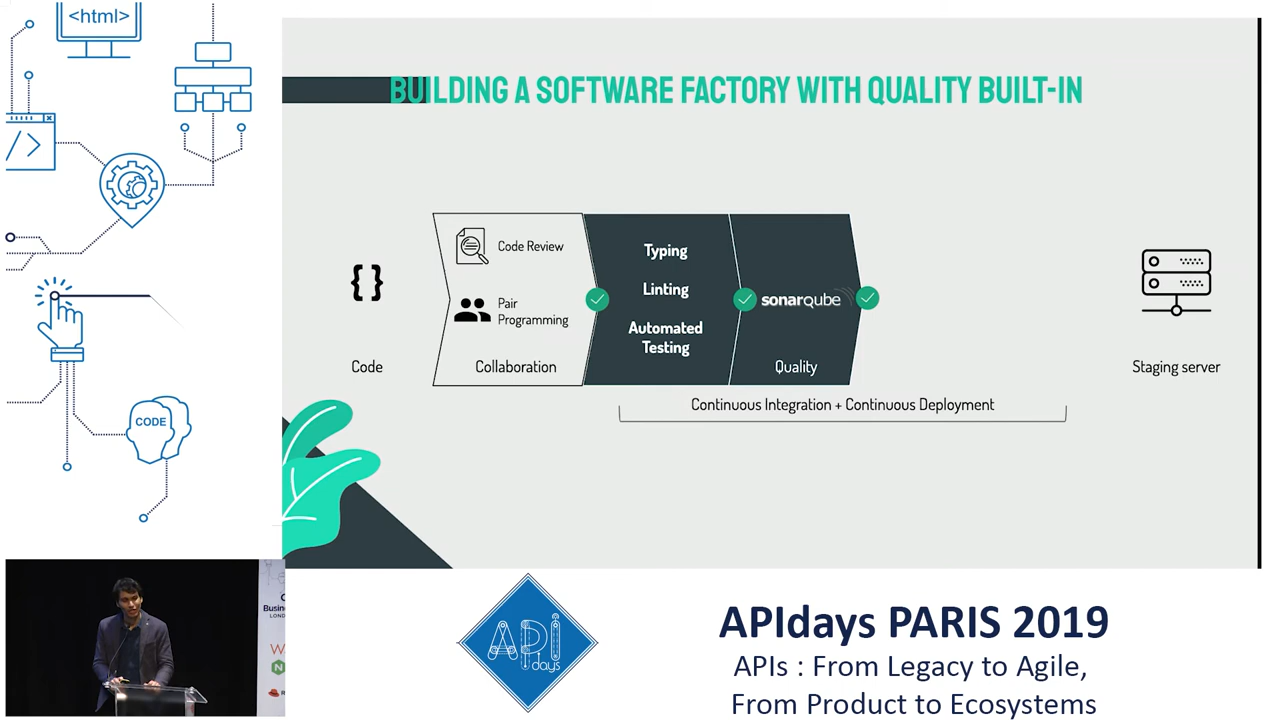 <html>
</>
CODE
BUILDING A SOFTWARE FACTORY WITH QUALITY BUILT-IN
{ }
Code
Code Review
Pair
Programming
Collaboration
Typing
Linting
Automated
Testing
sonarqube
Quality
Staging server
Continuous Integration + Continuous Deployment
Busines
LON
W
N
R
API
days
APIdays PARIS 2019
APIs : From Legacy to Agile,
From Product to Ecosystems